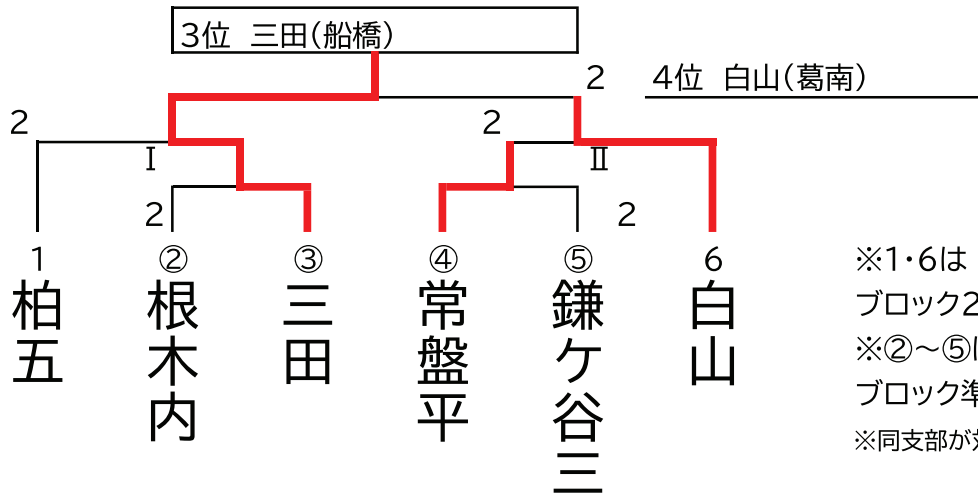 3位 三田(船橋)
2
4位 白山(葛南)
2
2
Ⅰ
Ⅱ
2
2
1
②
③
④
⑤
6
柏五
根木内
三田
常盤平
鎌ケ谷三
白山
※1・6は
ブロック2
※②～⑤
ブロック準
※同支部が